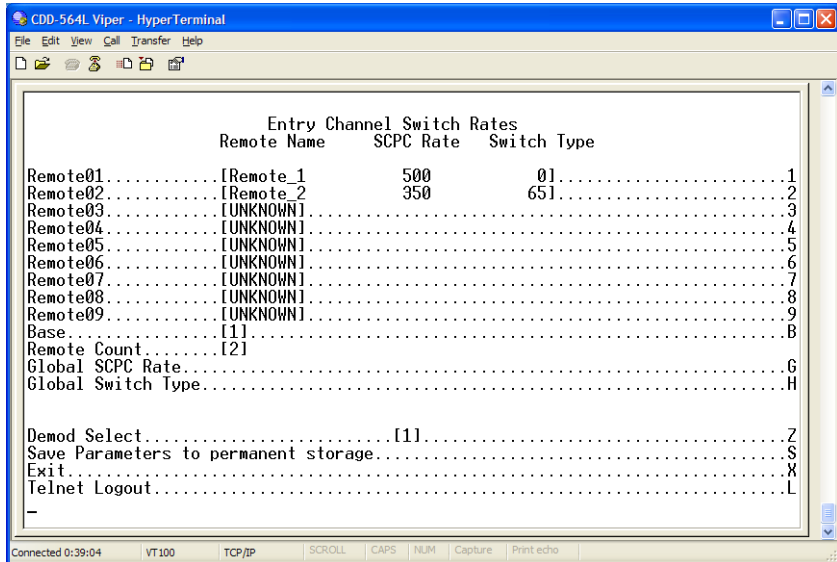 CDD-564L Viper - HyperTerminal
File Edit View Call Transfer Help
Entry Channel Switch Rates
Remote Name SCPC Rate Switch Type
Remote01............[Remote_1 500 0]..........................1
Remote02............[Remote_2 350 65]..........................2
Remote03............[UNKNOWN]......................................................3
Remote04............[UNKNOWN]......................................................4
Remote05............[UNKNOWN]......................................................5
Remote06............[UNKNOWN]......................................................6
Remote07............[UNKNOWN]......................................................7
Remote08............[UNKNOWN]......................................................8
Remote09............[UNKNOWN]......................................................9
Base................[1]............................................................B
Remote Count........[2]
Global SCPC Rate...................................................................G
Global Switch Type.................................................................H
Demod Select...........................[1].........................................Z
Save Parameters to permanent storage...............................................S
Exit...............................................................................X
Telnet Logout......................................................................L
_
Connected 0:39:04 VT100 TCP/IP SCROLL CAPS NUM Capture Print echo